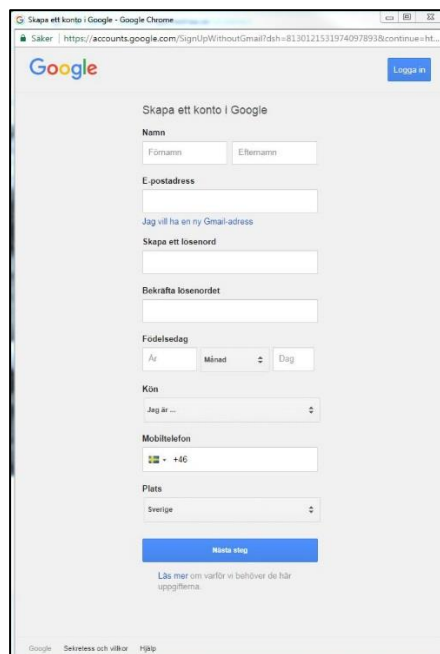 Skapa ett konto i Google - Google Chrome
Säker | https://accounts.google.com/SignUpWithoutGmail?dsh=8130121531974097893&continue=ht...
Google
Logga in
Skapa ett konto i Google
Namn
Förnamn Efternamn
E-postadress
Jag vill ha en ny Gmail-adress
Skapa ett lösenord
Bekräfta lösenordet
Födelsedag
År Månad Dag
Kön
Jag är ...
Mobiltelefon
+46
Plats
Sverige
Nästa steg
Läs mer om varför vi behöver de här
uppgifterna.
Google Sekretess och villkor Hjälp